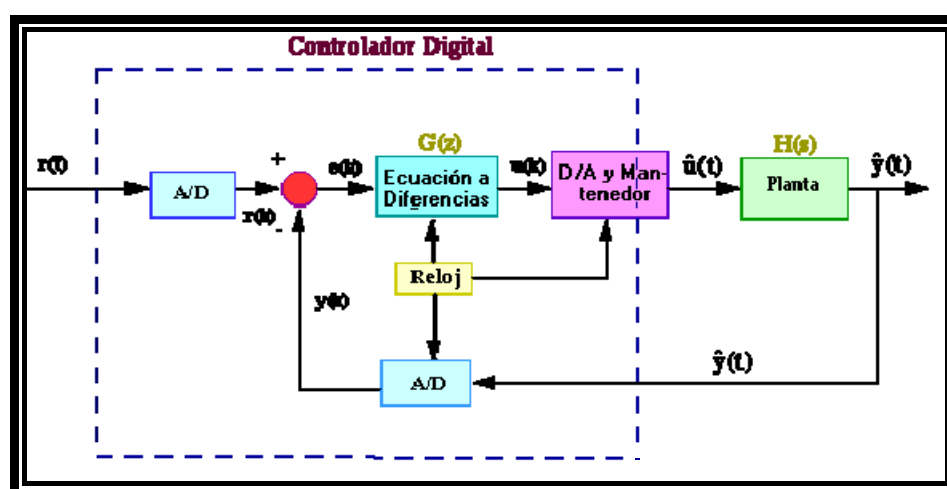 Controlador Digital
r(t)
A/D
+
r(k)
-
e(k)
G(z)
Ecuación a
Diferencias
u(k)
D/A y Man-
tenedor
û(t)
H(s)
Planta
ŷ(t)
Reloj
y(k)
A/D
ŷ(t)